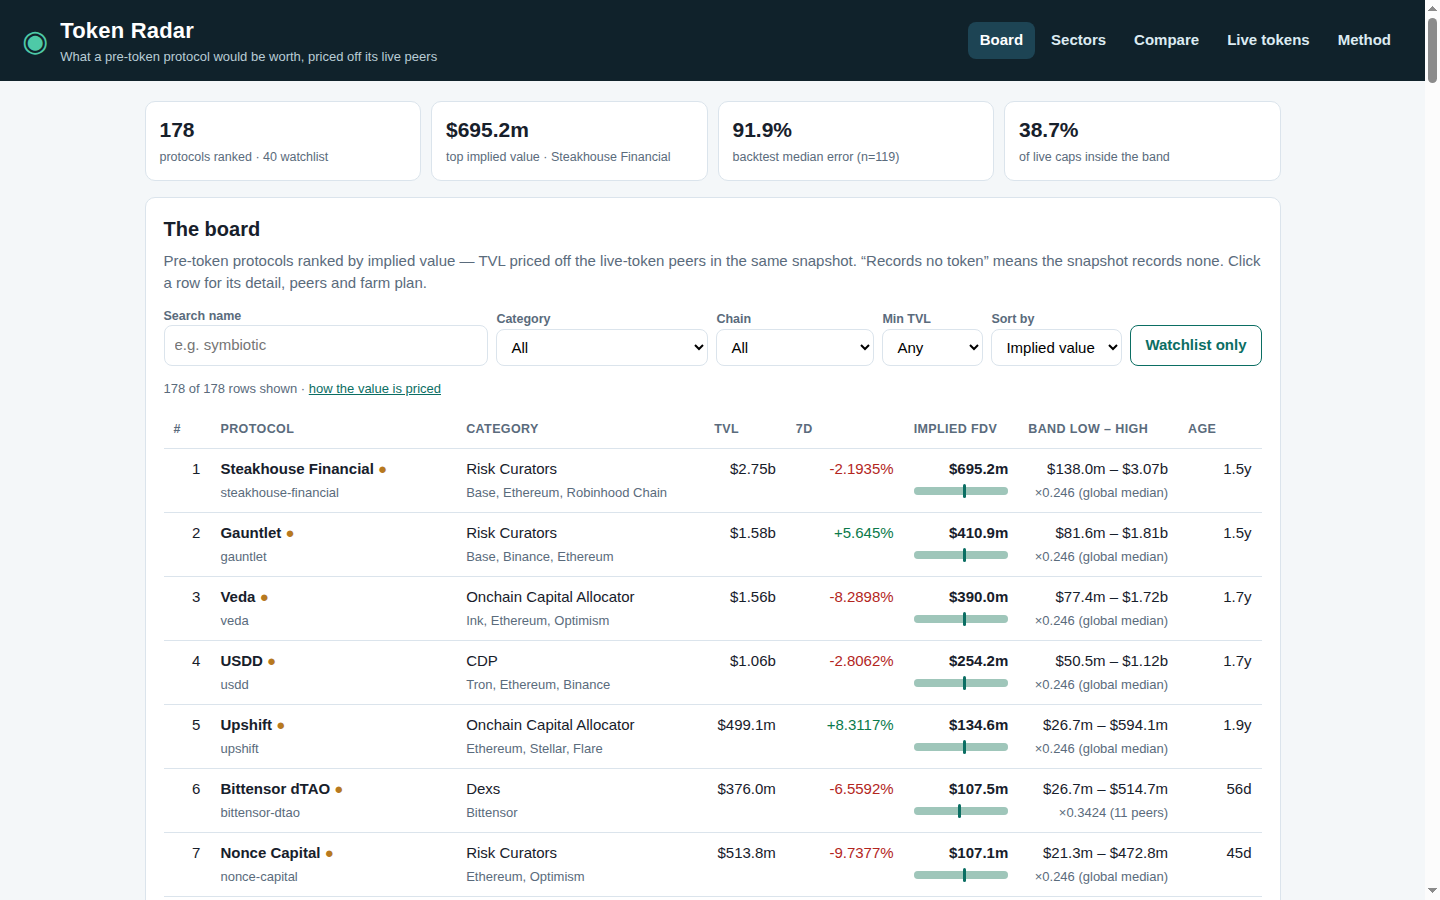 Token Radar
What a pre-token protocol would be worth, priced off its live peers
Board Sectors Compare Live tokens Method
178
protocols ranked · 40 watchlist
$695.2m
top implied value · Steakhouse Financial
91.9%
backtest median error (n=119)
38.7%
of live caps inside the band
The board
Pre-token protocols ranked by implied value — TVL priced off the live-token peers in the same snapshot. “Records no token” means the snapshot records none. Click
a row for its detail, peers and farm plan.
Search name Category Chain Min TVL Sort by
e.g. symbiotic All All Any Implied value Watchlist only
178 of 178 rows shown · how the value is priced
# PROTOCOL CATEGORY TVL 7D IMPLIED FDV BAND LOW – HIGH AGE
1 Steakhouse Financial Risk Curators $2.75b -2.1935% $695.2m $138.0m – $3.07b 1.5y
steakhouse-financial Base, Ethereum, Robinhood Chain ×0.246 (global median)
2 Gauntlet Risk Curators $1.58b +5.645% $410.9m $81.6m – $1.81b 1.5y
gauntlet Base, Binance, Ethereum ×0.246 (global median)
3 Veda Onchain Capital Allocator $1.56b -8.2898% $390.0m $77.4m – $1.72b 1.7y
veda Ink, Ethereum, Optimism ×0.246 (global median)
4 USDD CDP $1.06b -2.8062% $254.2m $50.5m – $1.12b 1.7y
usdd Tron, Ethereum, Binance ×0.246 (global median)
5 Upshift Onchain Capital Allocator $499.1m +8.3117% $134.6m $26.7m – $594.1m 1.9y
upshift Ethereum, Stellar, Flare ×0.246 (global median)
6 Bittensor dTAO Dexs $376.0m -6.5592% $107.5m $26.7m – $514.7m 56d
bittensor-dtao Bittensor ×0.3424 (11 peers)
7 Nonce Capital Risk Curators $513.8m -9.7377% $107.1m $21.3m – $472.8m 45d
nonce-capital Ethereum, Optimism ×0.246 (global median)